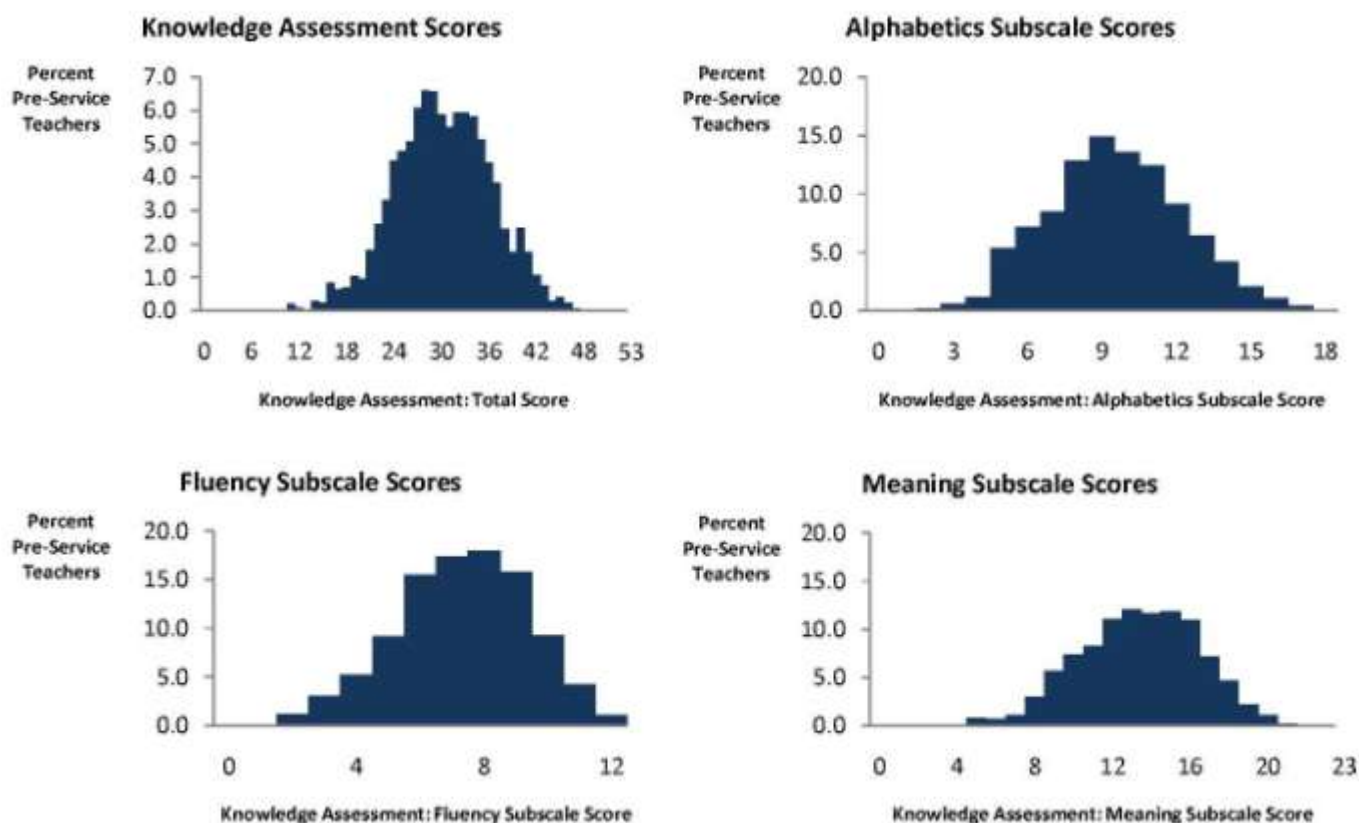 Knowledge Assessment Scores
Percent
Pre-Service
Teachers
7.0
6.0
5.0
4.0
3.0
2.0
1.0
0.0
0 6 12 18 24 30 36 42 48 53
Knowledge Assessment: Total Score
Alphabetics Subscale Scores
Percent
Pre-Service
Teachers
20.0
15.0
10.0
5.0
0.0
0 3 6 9 12 15 18
Knowledge Assessment: Alphabetics Subscale Score
Fluency Subscale Scores
Percent
Pre-Service
Teachers
20.0
15.0
10.0
5.0
0.0
0 4 8 12
Knowledge Assessment: Fluency Subscale Score
Meaning Subscale Scores
Percent
Pre-Service
Teachers
20.0
15.0
10.0
5.0
0.0
0 4 8 12 16 20 23
Knowledge Assessment: Meaning Subscale Score